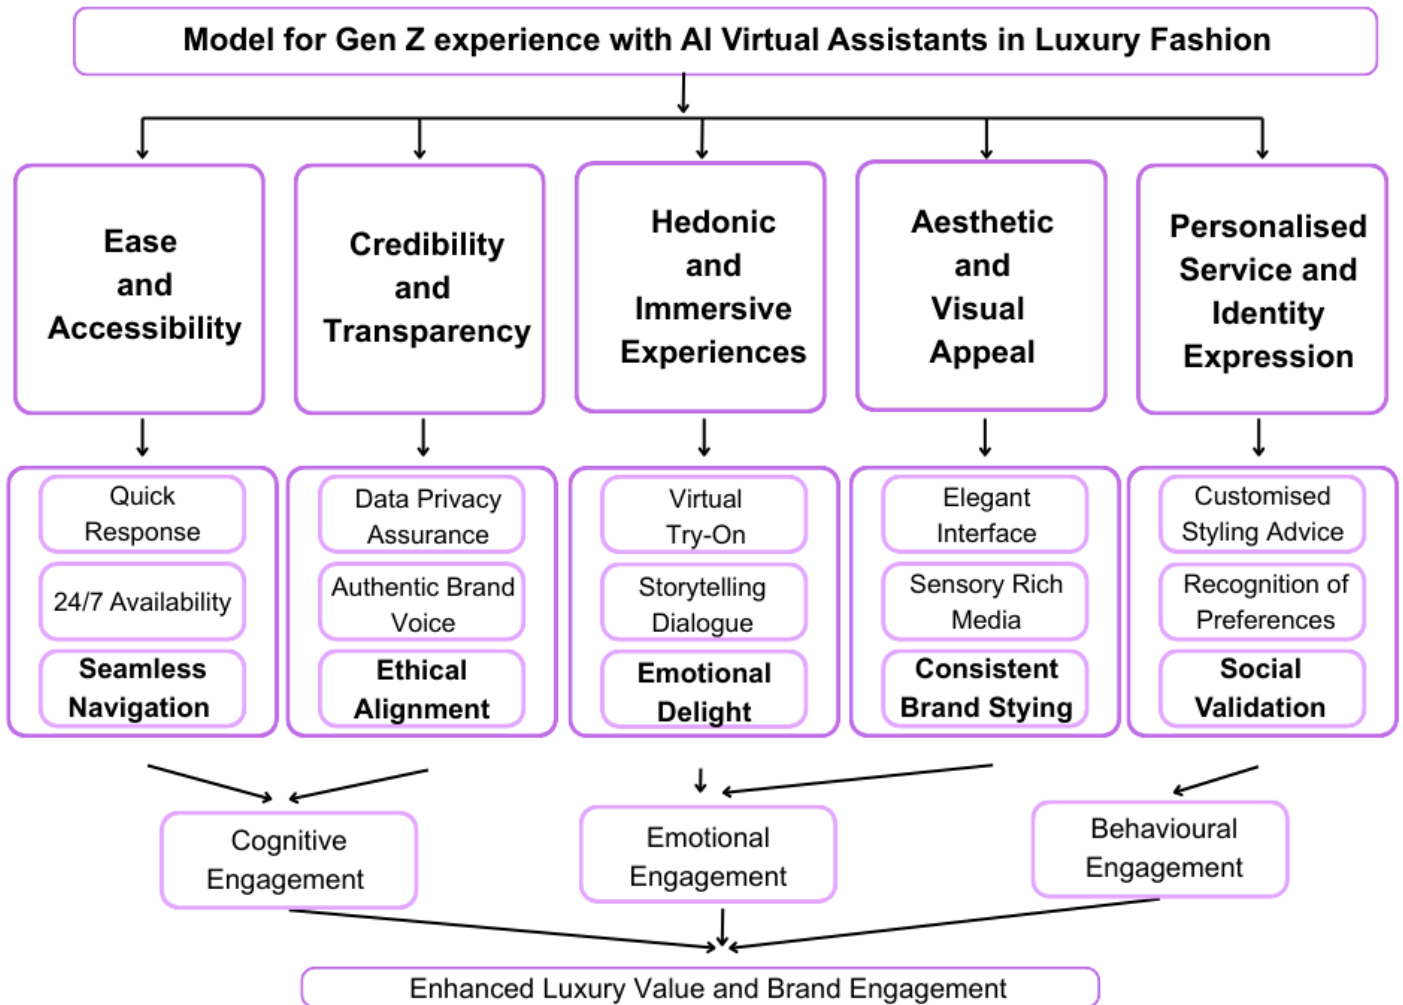 Model for Gen Z experience with AI Virtual Assistants in Luxury Fashion
Ease
and
Accessibility
Credibility
and
Transparency
Hedonic
and
Immersive
Experiences
Aesthetic
and
Visual
Appeal
Personalised
Service and
Identity
Expression
Quick
Response
24/7 Availability
Seamless
Navigation
Data Privacy
Assurance
Authentic Brand
Voice
Ethical
Alignment
Virtual
Try-On
Storytelling
Dialogue
Emotional
Delight
Elegant
Interface
Sensory Rich
Media
Consistent
Brand Stying
Customised
Styling Advice
Recognition of
Preferences
Social
Validation
Cognitive
Engagement
Emotional
Engagement
Behavioural
Engagement
Enhanced Luxury Value and Brand Engagement